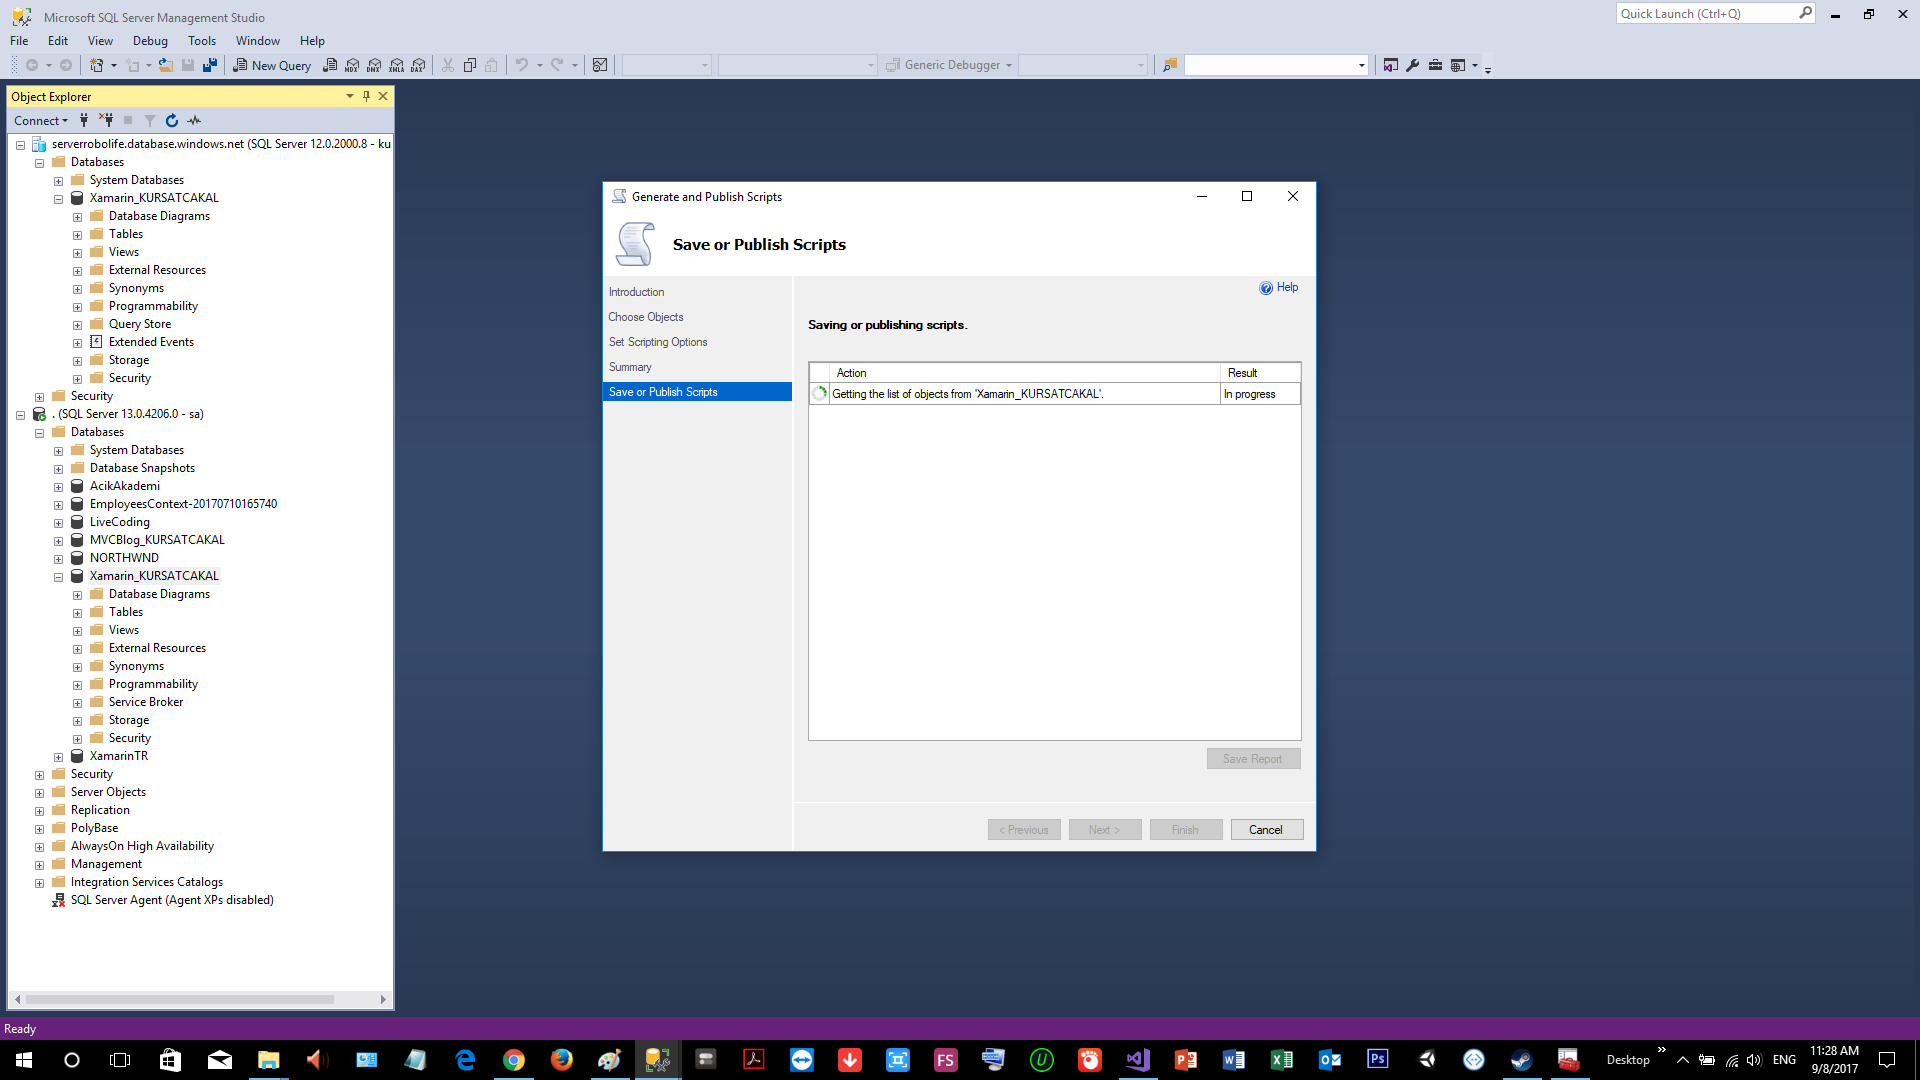 Microsoft SQL Server Management Studio
Quick Launch (Ctrl+Q)
File Edit View Debug Tools Window Help
New Query MDX DMX XMLA DAX Generic Debugger
Object Explorer
Connect
serverrobolife.database.windows.net (SQL Server 12.0.2000.8 - ku
Databases
System Databases
Xamarin_KURSATCAKAL
Database Diagrams
Tables
Views
External Resources
Synonyms
Programmability
Query Store
Extended Events
Storage
Security
Security
. (SQL Server 13.0.4206.0 - sa)
Databases
System Databases
Database Snapshots
AcikAkademi
EmployeesContext-20170710165740
LiveCoding
MVCBlog_KURSATCAKAL
NORTHWND
Xamarin_KURSATCAKAL
Database Diagrams
Tables
Views
External Resources
Synonyms
Programmability
Service Broker
Storage
Security
XamarinTR
Security
Server Objects
Replication
PolyBase
AlwaysOn High Availability
Management
Integration Services Catalogs
SQL Server Agent (Agent XPs disabled)
Generate and Publish Scripts
Save or Publish Scripts
Introduction
Choose Objects
Set Scripting Options
Summary
Save or Publish Scripts
Help
Saving or publishing scripts.
Action Result
Getting the list of objects from 'Xamarin_KURSATCAKAL'. In progress
Save Report
< Previous Next > Finish Cancel
Ready
FS
U
Ps
Desktop
ENG
11:28 AM
9/8/2017